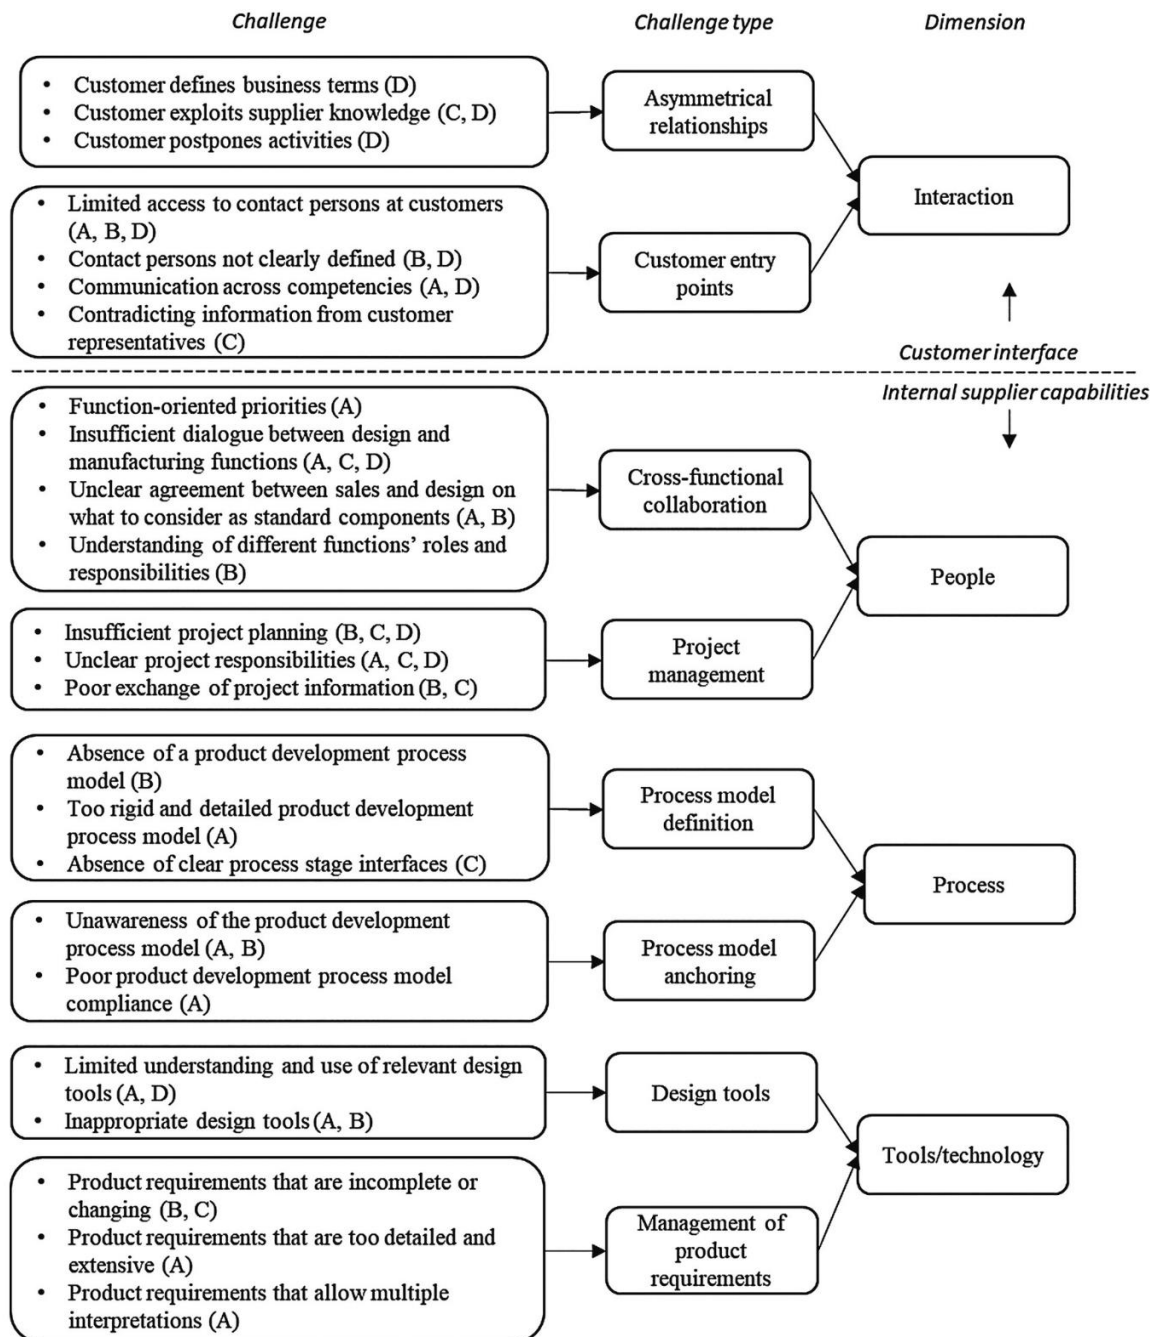 Challenge
Challenge type
Dimension
• Customer defines business terms (D)
• Customer exploits supplier knowledge (C, D)
• Customer postpones activities (D)
Asymmetrical
relationships
Interaction
• Limited access to contact persons at customers
(A, B, D)
• Contact persons not clearly defined (B, D)
• Communication across competencies (A, D)
• Contradicting information from customer
representatives (C)
Customer entry
points
Customer interface
Internal supplier capabilities
• Function-oriented priorities (A)
• Insufficient dialogue between design and
manufacturing functions (A, C, D)
• Unclear agreement between sales and design on
what to consider as standard components (A, B)
• Understanding of different functions’ roles and
responsibilities (B)
Cross-functional
collaboration
People
• Insufficient project planning (B, C, D)
• Unclear project responsibilities (A, C, D)
• Poor exchange of project information (B, C)
Project
management
• Absence of a product development process
model (B)
• Too rigid and detailed product development
process model (A)
• Absence of clear process stage interfaces (C)
Process model
definition
Process
• Unawareness of the product development
process model (A, B)
• Poor product development process model
compliance (A)
Process model
anchoring
• Limited understanding and use of relevant design
tools (A, D)
• Inappropriate design tools (A, B)
Design tools
Tools/technology
• Product requirements that are incomplete or
changing (B, C)
• Product requirements that are too detailed and
extensive (A)
• Product requirements that allow multiple
interpretations (A)
Management of
product
requirements